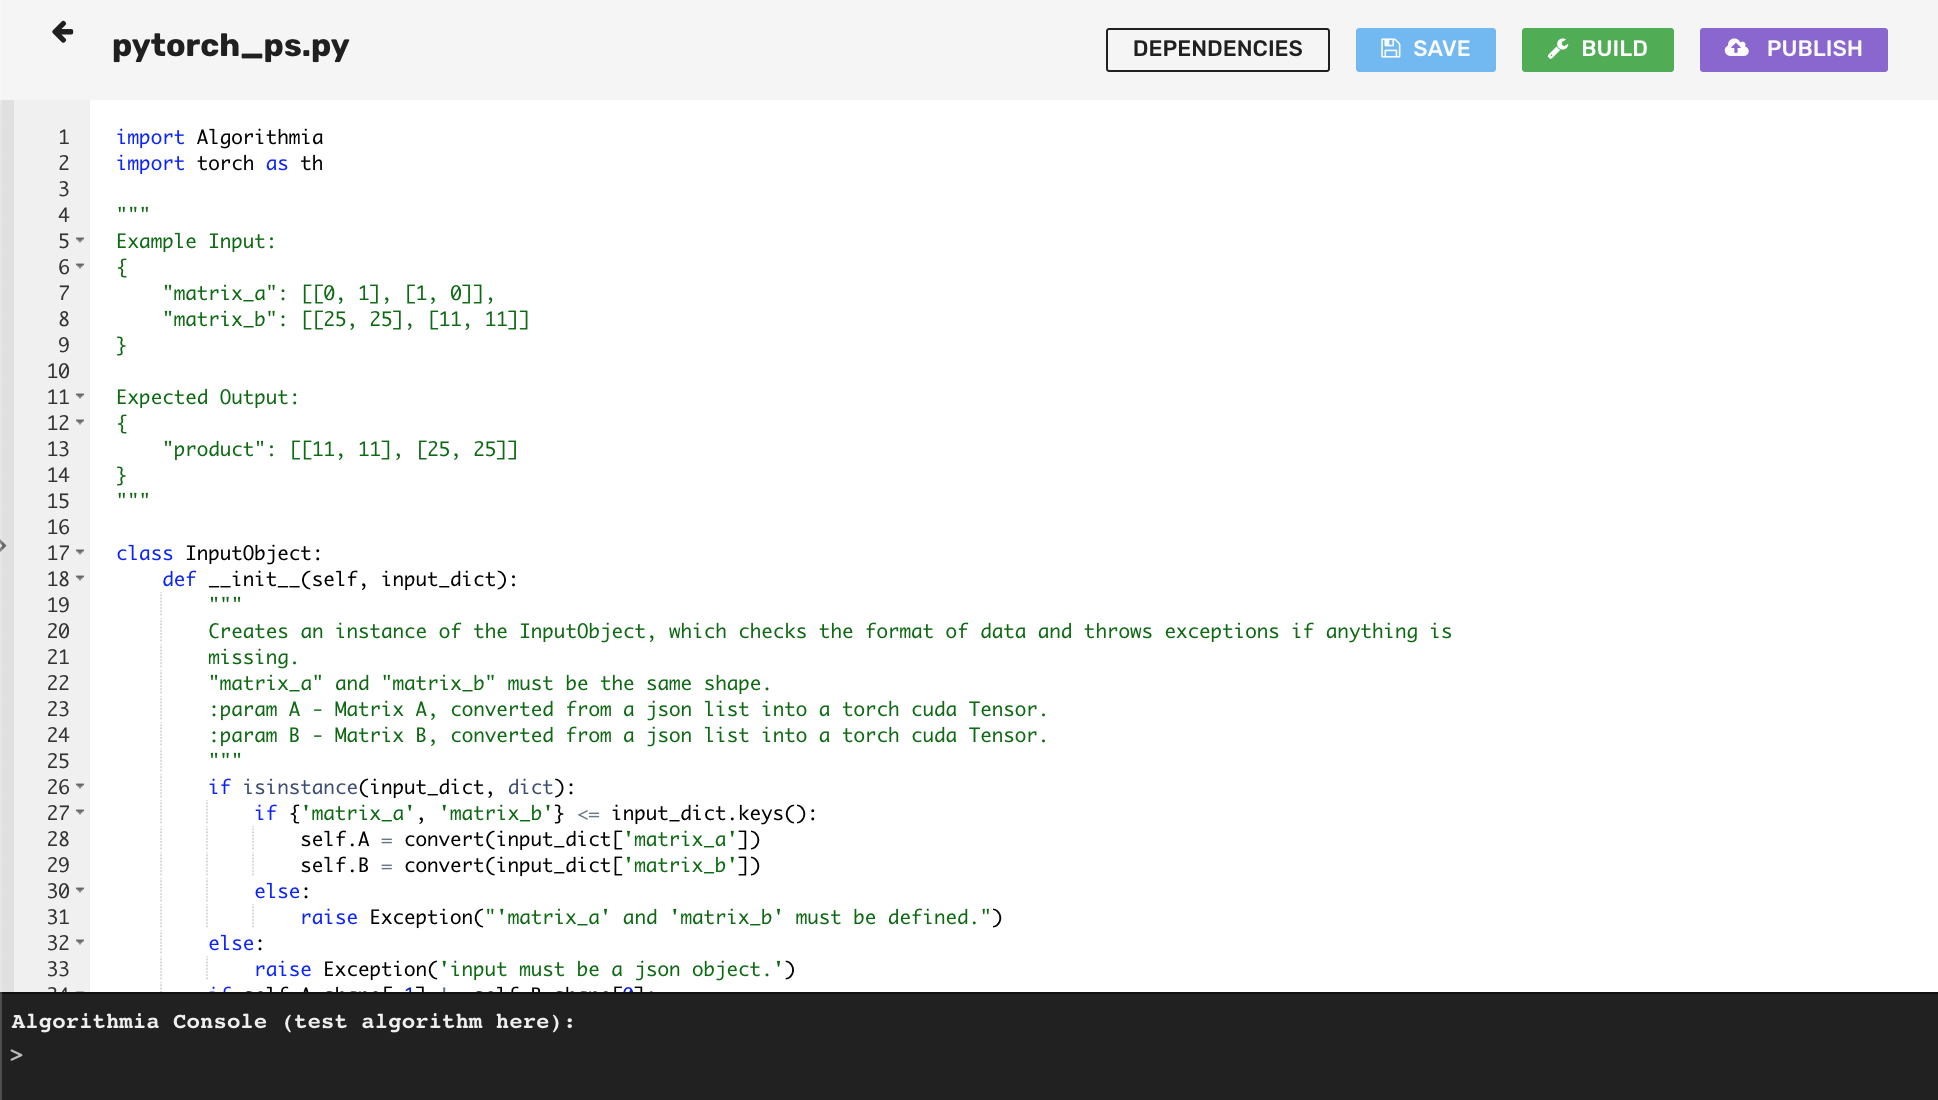 pytorch_ps.py
DEPENDENCIES
SAVE
BUILD
PUBLISH
1 import Algorithmia
2 import torch as th
3
4 """
5 Example Input:
6 {
7     "matrix_a": [[0, 1], [1, 0]],
8     "matrix_b": [[25, 25], [11, 11]]
9 }
10
11 Expected Output:
12 {
13     "product": [[11, 11], [25, 25]]
14 }
15 """
16
17 class InputObject:
18     def __init__(self, input_dict):
19         """
20         Creates an instance of the InputObject, which checks the format of data and throws exceptions if anything is
21         missing.
22         "matrix_a" and "matrix_b" must be the same shape.
23         :param A - Matrix A, converted from a json list into a torch cuda Tensor.
24         :param B - Matrix B, converted from a json list into a torch cuda Tensor.
25         """
26         if isinstance(input_dict, dict):
27             if {'matrix_a', 'matrix_b'} <= input_dict.keys():
28                 self.A = convert(input_dict['matrix_a'])
29                 self.B = convert(input_dict['matrix_b'])
30             else:
31                 raise Exception("'matrix_a' and 'matrix_b' must be defined.")
32         else:
33             raise Exception('input must be a json object.')
Algorithmia Console (test algorithm here):
>